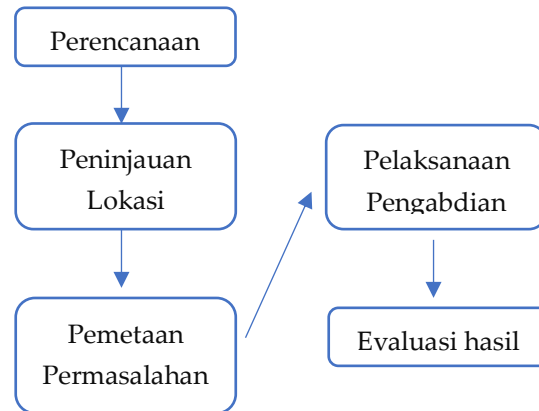 Perencanaan
Peninjauan
Lokasi
Pemetaan
Permasalahan
Pelaksanaan
Pengabdian
Evaluasi hasil